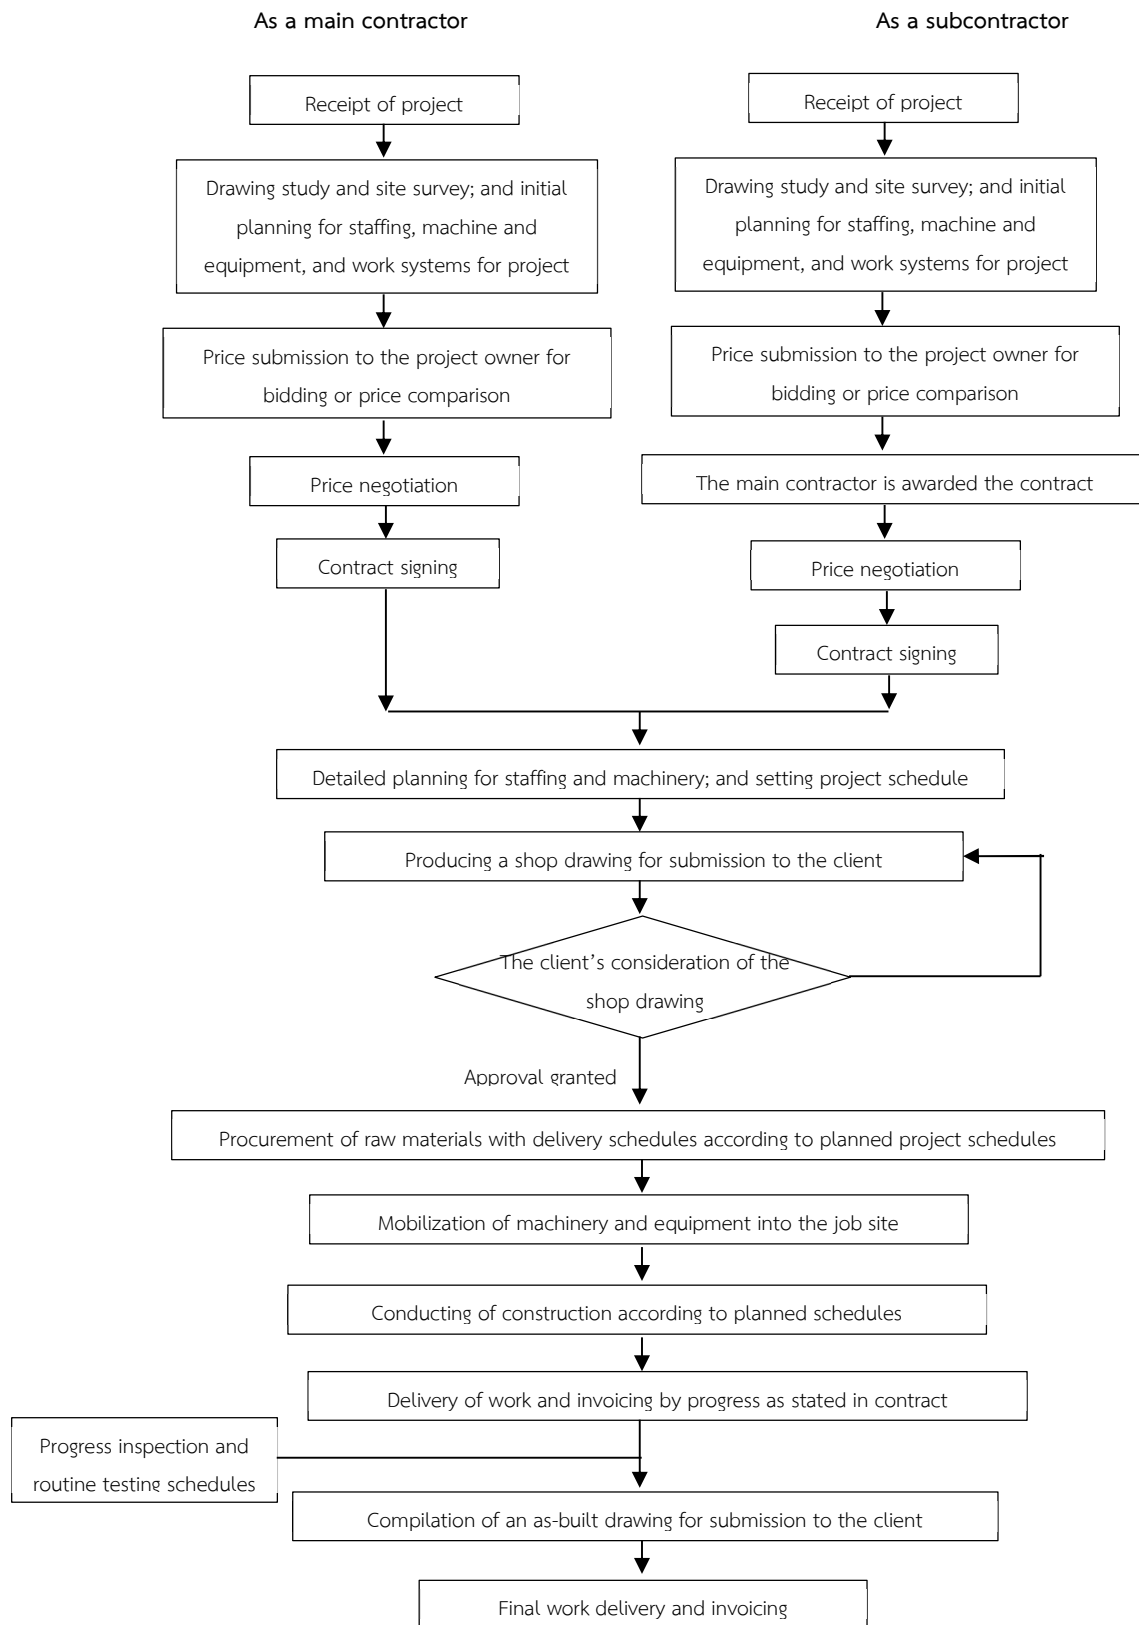 As a main contractor
As a subcontractor
Receipt of project
Receipt of project
Drawing study and site survey; and initial
planning for staffing, machine and
equipment, and work systems for project
Drawing study and site survey; and initial
planning for staffing, machine and
equipment, and work systems for project
Price submission to the project owner for
bidding or price comparison
Price submission to the project owner for
bidding or price comparison
Price negotiation
The main contractor is awarded the contract
Contract signing
Price negotiation
Contract signing
Detailed planning for staffing and machinery; and setting project schedule
Producing a shop drawing for submission to the client
The client’s consideration of the
shop drawing
Approval granted
Procurement of raw materials with delivery schedules according to planned project schedules
Mobilization of machinery and equipment into the job site
Conducting of construction according to planned schedules
Delivery of work and invoicing by progress as stated in contract
Progress inspection and
routine testing schedules
Compilation of an as-built drawing for submission to the client
Final work delivery and invoicing